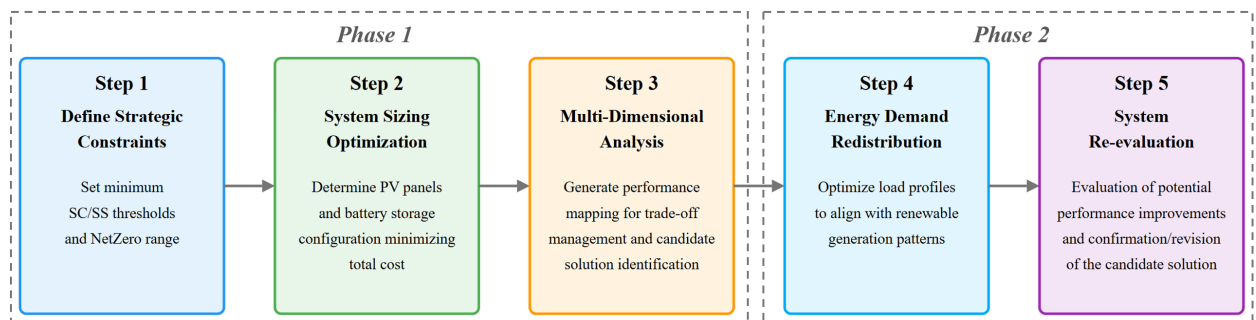 Phase 1
Phase 2
Step 1
Define Strategic
Constraints
Set minimum
SC/SS thresholds
and NetZero range
Step 2
System Sizing
Optimization
Determine PV panels
and battery storage
configuration minimizing
total cost
Step 3
Multi-Dimensional
Analysis
Generate performance
mapping for trade-off
management and candidate
solution identification
Step 4
Energy Demand
Redistribution
Optimize load profiles
to align with renewable
generation patterns
Step 5
System
Re-evaluation
Evaluation of potential
performance improvements
and confirmation/revision
of the candidate solution